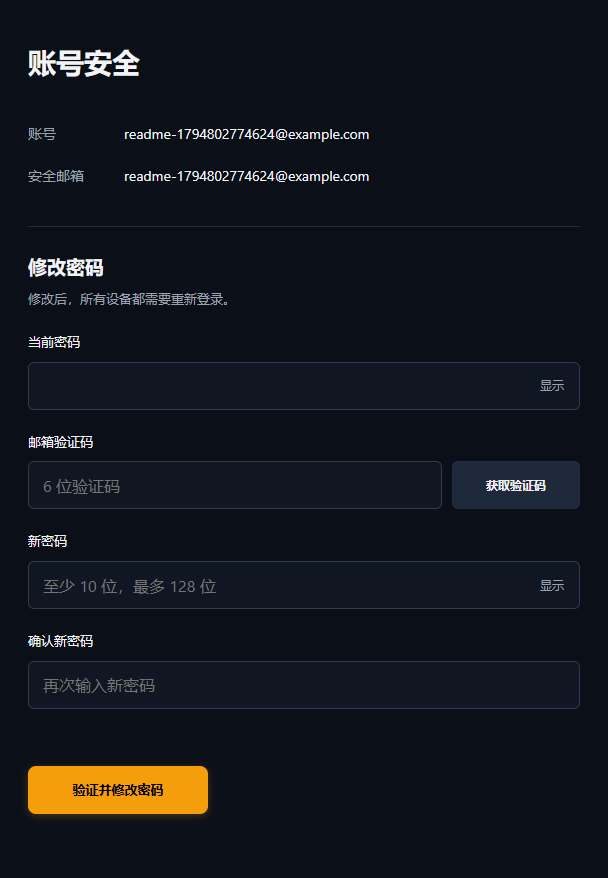 账号安全
账号 readme-1794802774624@example.com
安全邮箱 readme-1794802774624@example.com
修改密码
修改后，所有设备都需要重新登录。
当前密码
显示
邮箱验证码
6 位验证码 获取验证码
新密码
至少 10 位，最多 128 位 显示
确认新密码
再次输入新密码
验证并修改密码